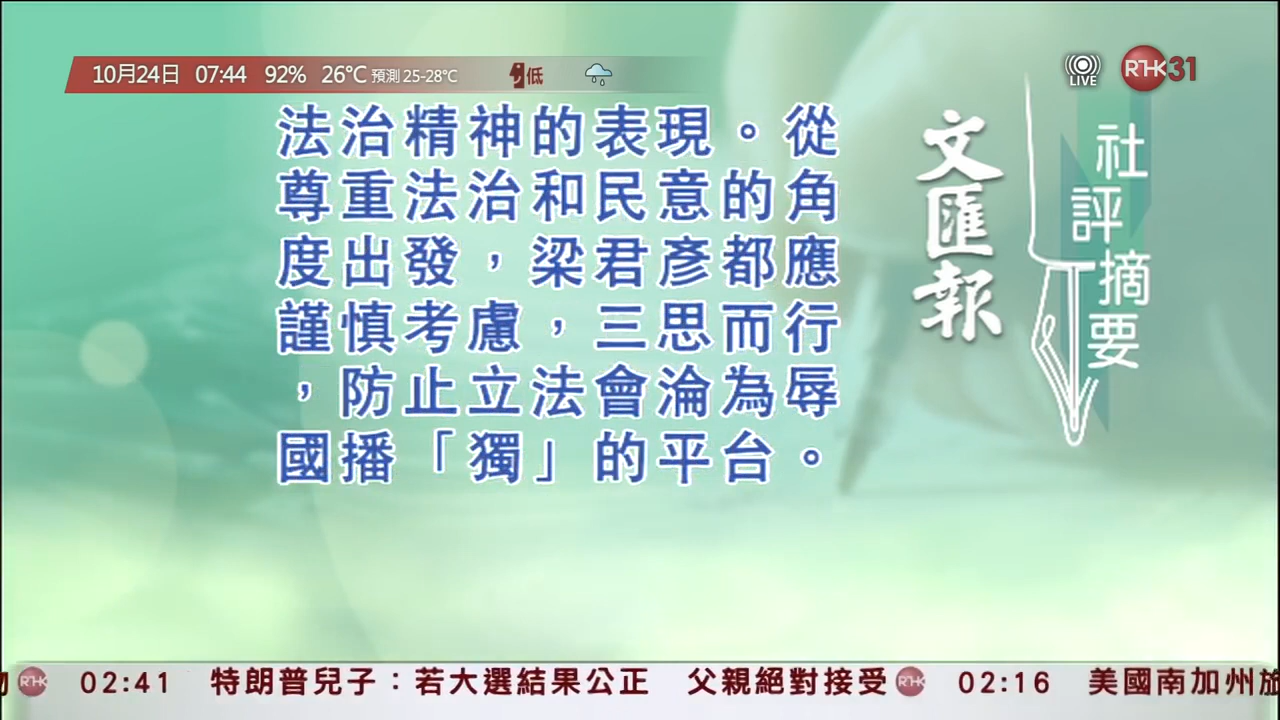 10月24日 07:44 92% 26°C 預測 25-28°C 低
LIVE
RTHK31
法治精神的表現。從
尊重法治和民意的角
度出發，梁君彥都應
謹慎考慮，三思而行
，防止立法會淪為辱
國播「獨」的平台。
文匯報
社評摘要
02:41 特朗普兒子：若大選結果公正 父親絕對接受 RTHK 02:16 美國南加州旅